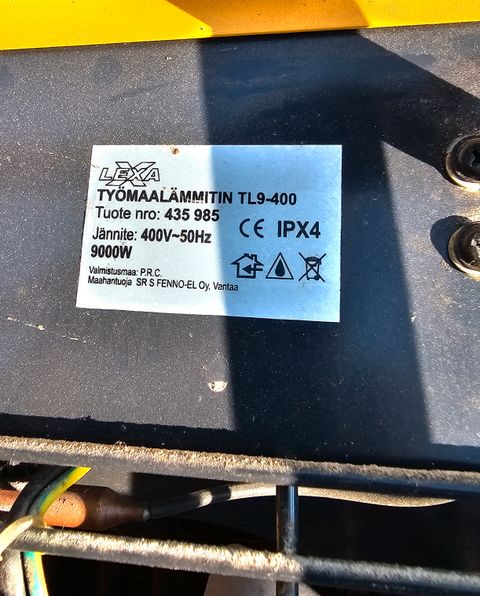 LEXA
TYÖMAALÄMMITIN TL9-400
Tuote nro: 435 985
Jännite: 400V~50Hz
9000W
CE IPX4
Valmistusmaa: P.R.C.
Maahantuoja SR S FENNO-EL Oy, Vantaa